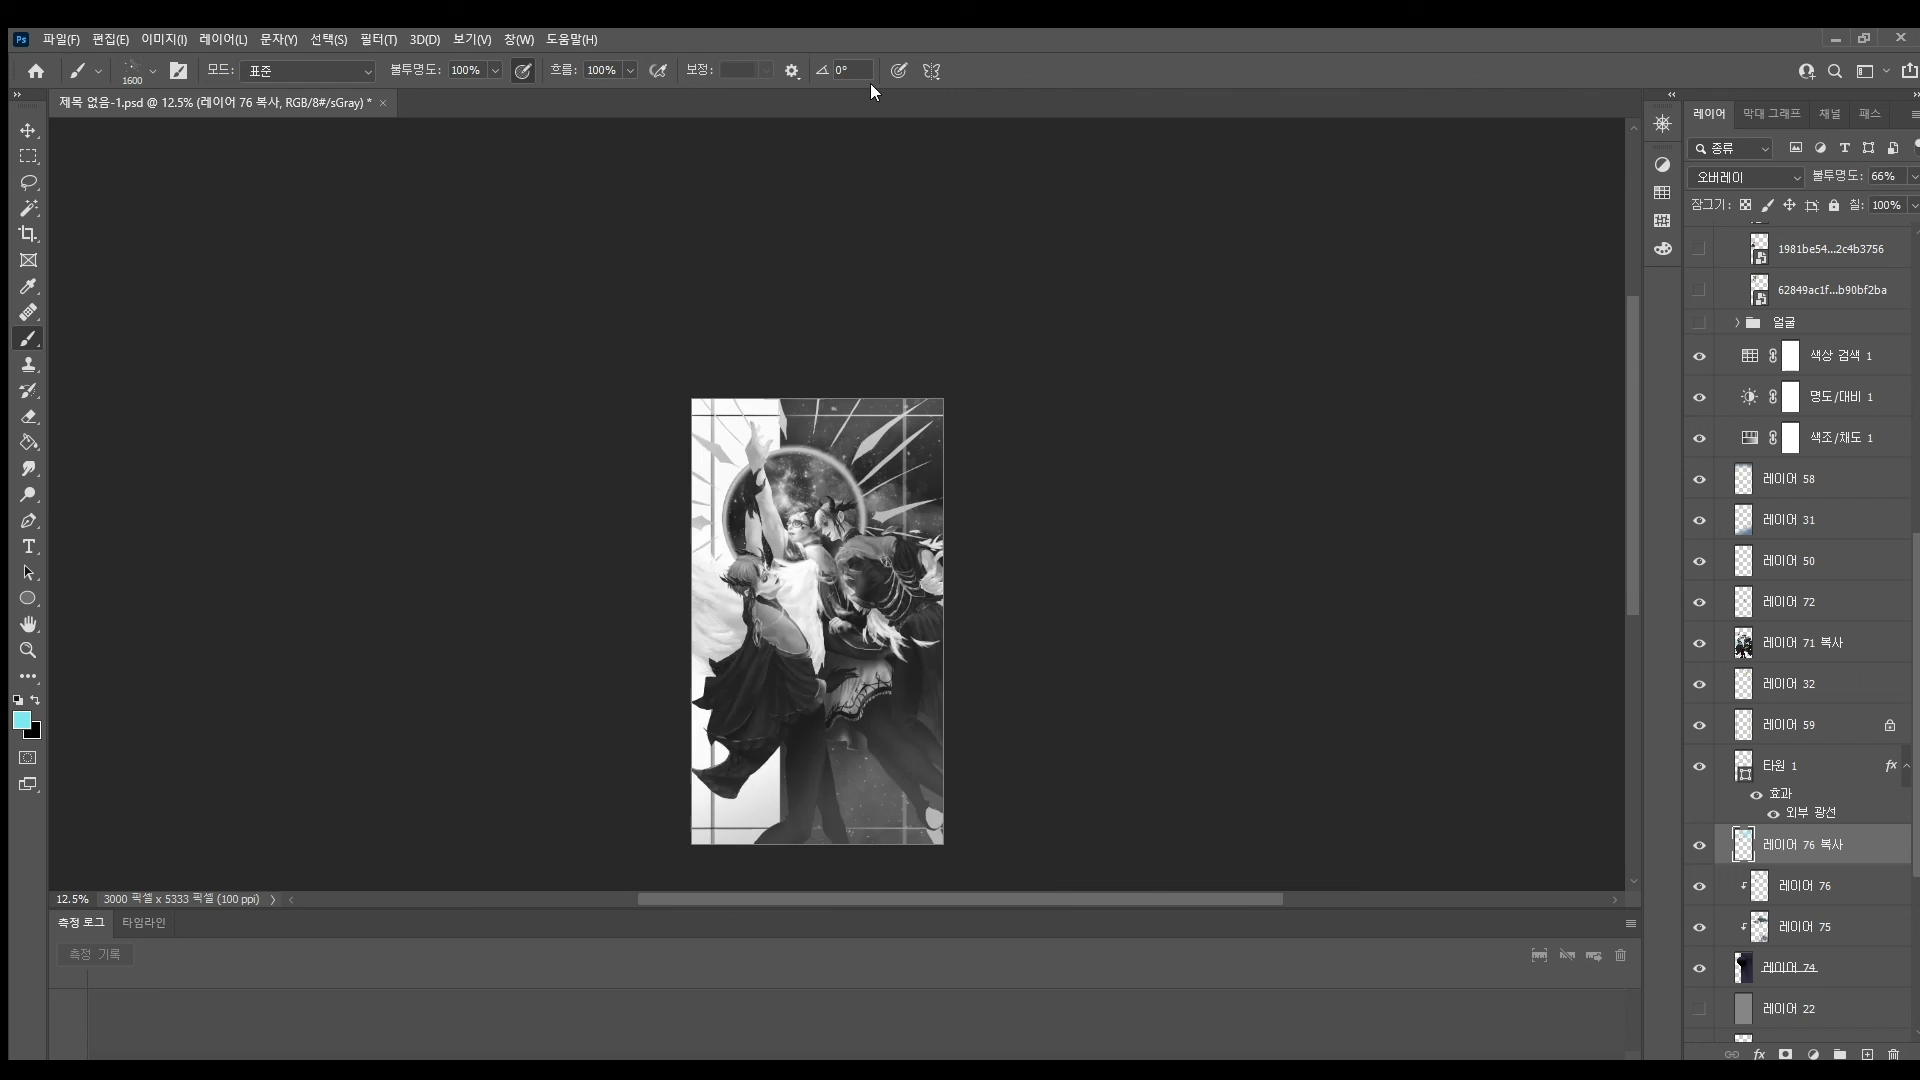 Ps 파일(F) 편집(E) 이미지(I) 레이어(L) 문자(Y) 선택(S) 필터(T) 3D(D) 보기(V) 창(W) 도움말(H)
1600 모드: 표준 불투명도: 100% 흐름: 100% 보정: 0°
제목 없음-1.psd @ 12.5% (레이어 76 복사, RGB/8#/sGray) *
레이어 막대 그래프 채널 패스
종류
오버레이 불투명도: 66%
잠그기: 칠: 100%
1981be54...2c4b3756
62849ac1f...b90bf2ba
얼굴
색상 검색 1
명도/대비 1
색조/채도 1
레이어 58
레이어 31
레이어 50
레이어 72
레이어 71 복사
레이어 32
레이어 59
타원 1 fx
효과
외부 광선
레이어 76 복사
레이어 76
레이어 75
레이어 74
레이어 22
fx
12.5% 3000 픽셀 x 5333 픽셀 (100 ppi)
측정 로그 타임라인
측정 기록